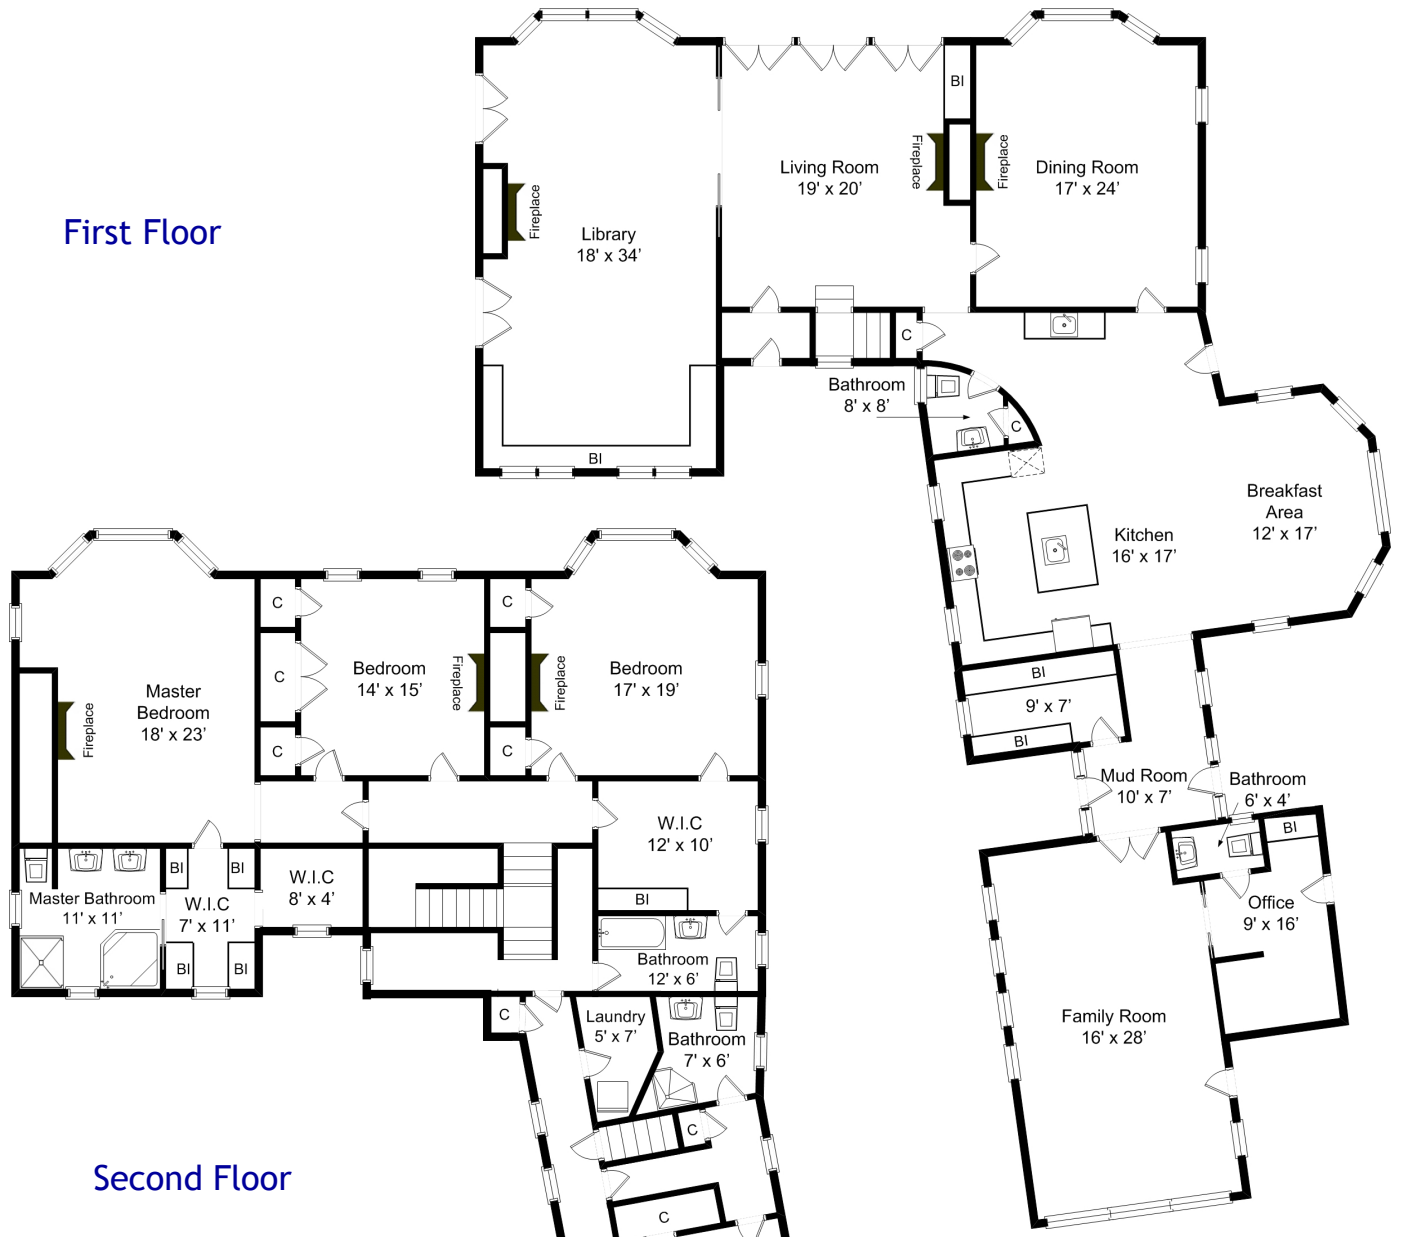 First Floor
BI
Living Room
19' x 20'
Fireplace
Fireplace
Dining Room
17' x 24'
Fireplace
Library
18' x 34'
C
Bathroom
8' x 8'
C
BI
Breakfast
Area
12' x 17'
Kitchen
16' x 17'
BI
9' x 7'
BI
Mud Room
10' x 7'
Bathroom
6' x 4'
BI
Office
9' x 16'
Family Room
16' x 28'
C
C
C
C
C
Bedroom
14' x 15'
Fireplace
Fireplace
Bedroom
17' x 19'
Master
Bedroom
18' x 23'
Fireplace
W.I.C
12' x 10'
BI
BI
BI
W.I.C
8' x 4'
Master Bathroom
11' x 11'
W.I.C
7' x 11'
BI
BI
Bathroom
12' x 6'
C
Laundry
5' x 7'
Bathroom
7' x 6'
C
C
Second Floor